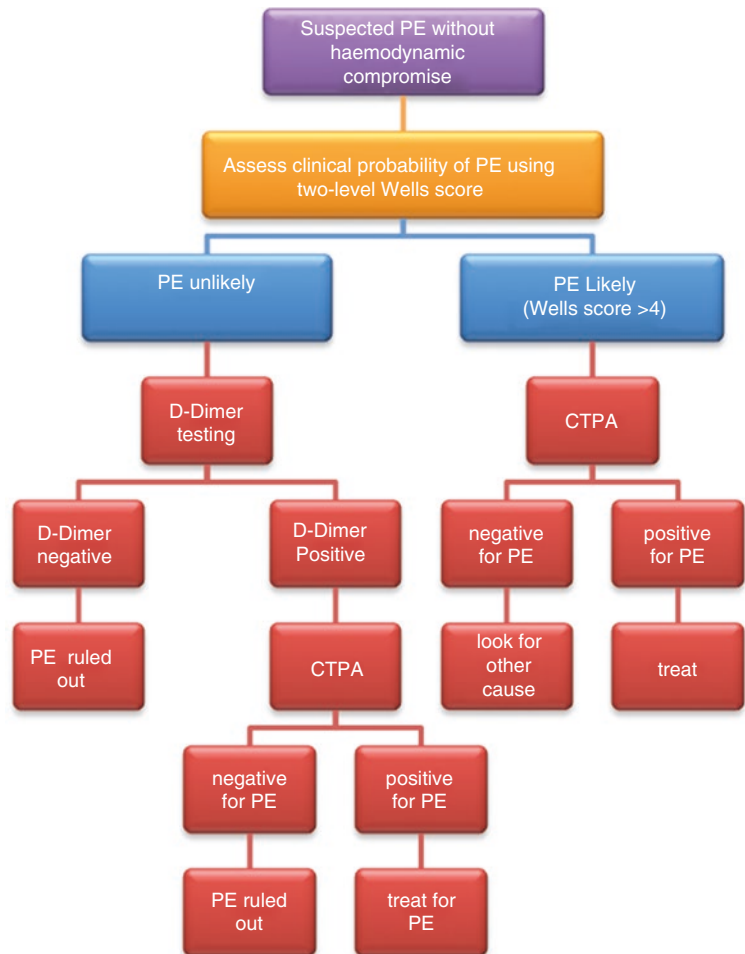 Suspected PE without
haemodynamic
compromise
Assess clinical probability of PE using
two-level Wells score
PE unlikely
PE Likely
(Wells score >4)
D-Dimer
testing
CTPA
D-Dimer
negative
D-Dimer
Positive
negative
for PE
positive
for PE
PE ruled
out
CTPA
look for
other
cause
treat
negative
for PE
positive
for PE
PE ruled
out
treat for
PE